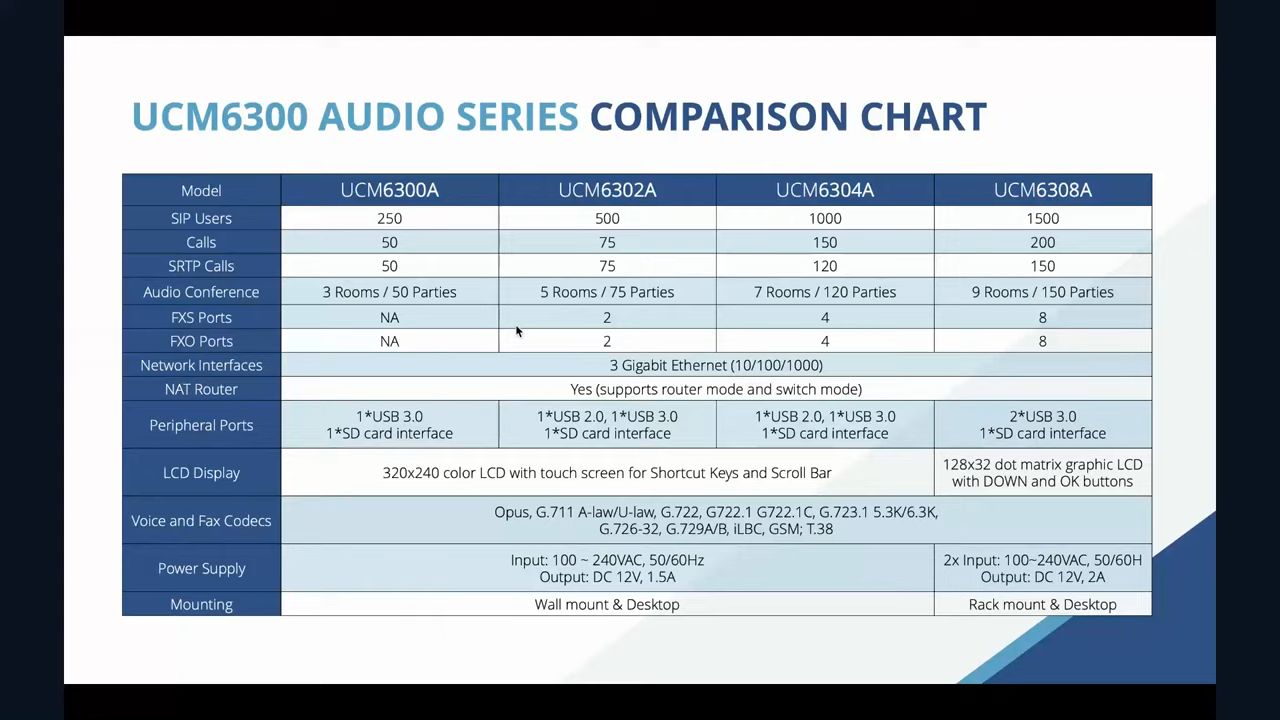 UCM6300 AUDIO SERIES COMPARISON CHART
Model UCM6300A UCM6302A UCM6304A UCM6308A
SIP Users 250 500 1000 1500
Calls 50 75 150 200
SRTP Calls 50 75 120 150
Audio Conference 3 Rooms / 50 Parties 5 Rooms / 75 Parties 7 Rooms / 120 Parties 9 Rooms / 150 Parties
FXS Ports NA 2 4 8
FXO Ports NA 2 4 8
Network Interfaces 3 Gigabit Ethernet (10/100/1000)
NAT Router Yes (supports router mode and switch mode)
Peripheral Ports
1*USB 3.0 1*USB 2.0, 1*USB 3.0 1*USB 2.0, 1*USB 3.0 2*USB 3.0
1*SD card interface 1*SD card interface 1*SD card interface 1*SD card interface
LCD Display 320x240 color LCD with touch screen for Shortcut Keys and Scroll Bar
128x32 dot matrix graphic LCD
with DOWN and OK buttons
Voice and Fax Codecs
Opus, G.711 A-law/U-law, G.722, G722.1 G722.1C, G.723.1 5.3K/6.3K,
G.726-32, G.729A/B, iLBC, GSM; T.38
Power Supply
Input: 100 ~ 240VAC, 50/60Hz 2x Input: 100~240VAC, 50/60H
Output: DC 12V, 1.5A Output: DC 12V, 2A
Mounting Wall mount & Desktop Rack mount & Desktop